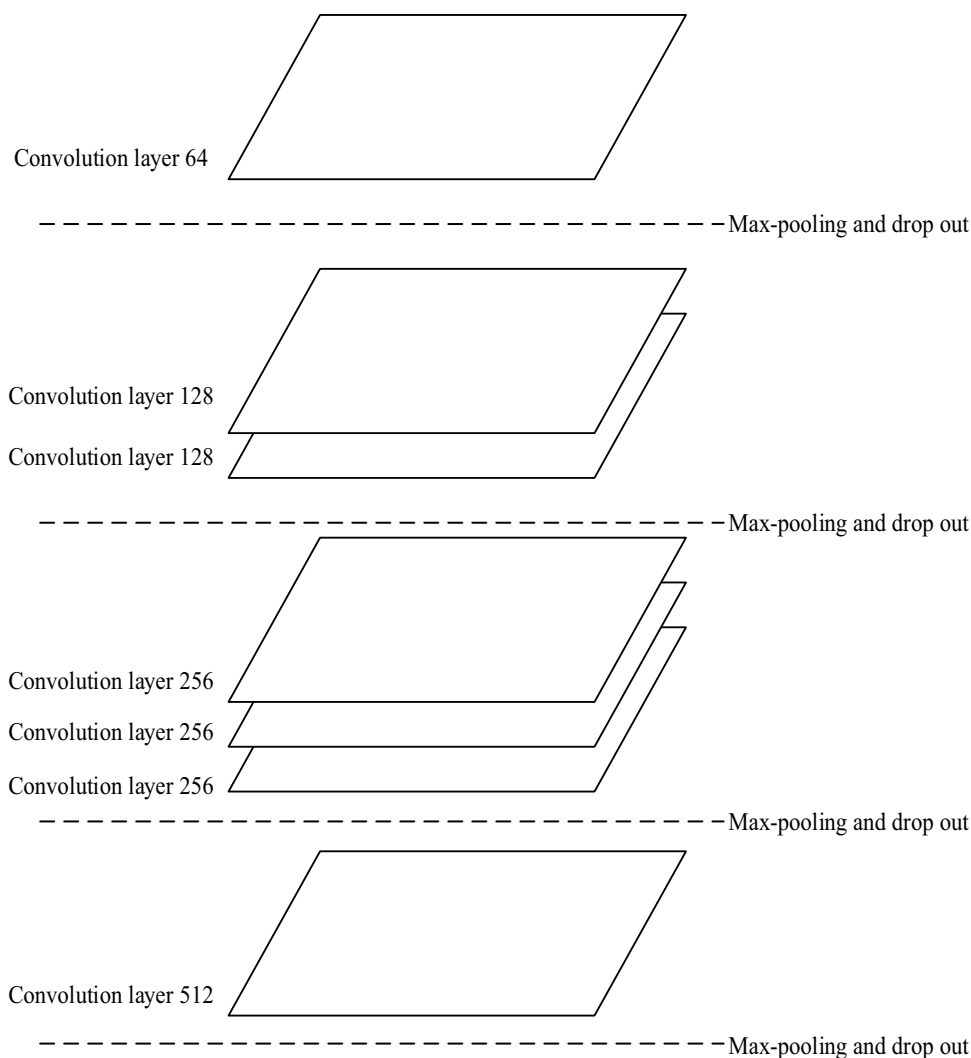 Convolution layer 64
Max-pooling and drop out
Convolution layer 128
Convolution layer 128
Max-pooling and drop out
Convolution layer 256
Convolution layer 256
Convolution layer 256
Max-pooling and drop out
Convolution layer 512
Max-pooling and drop out